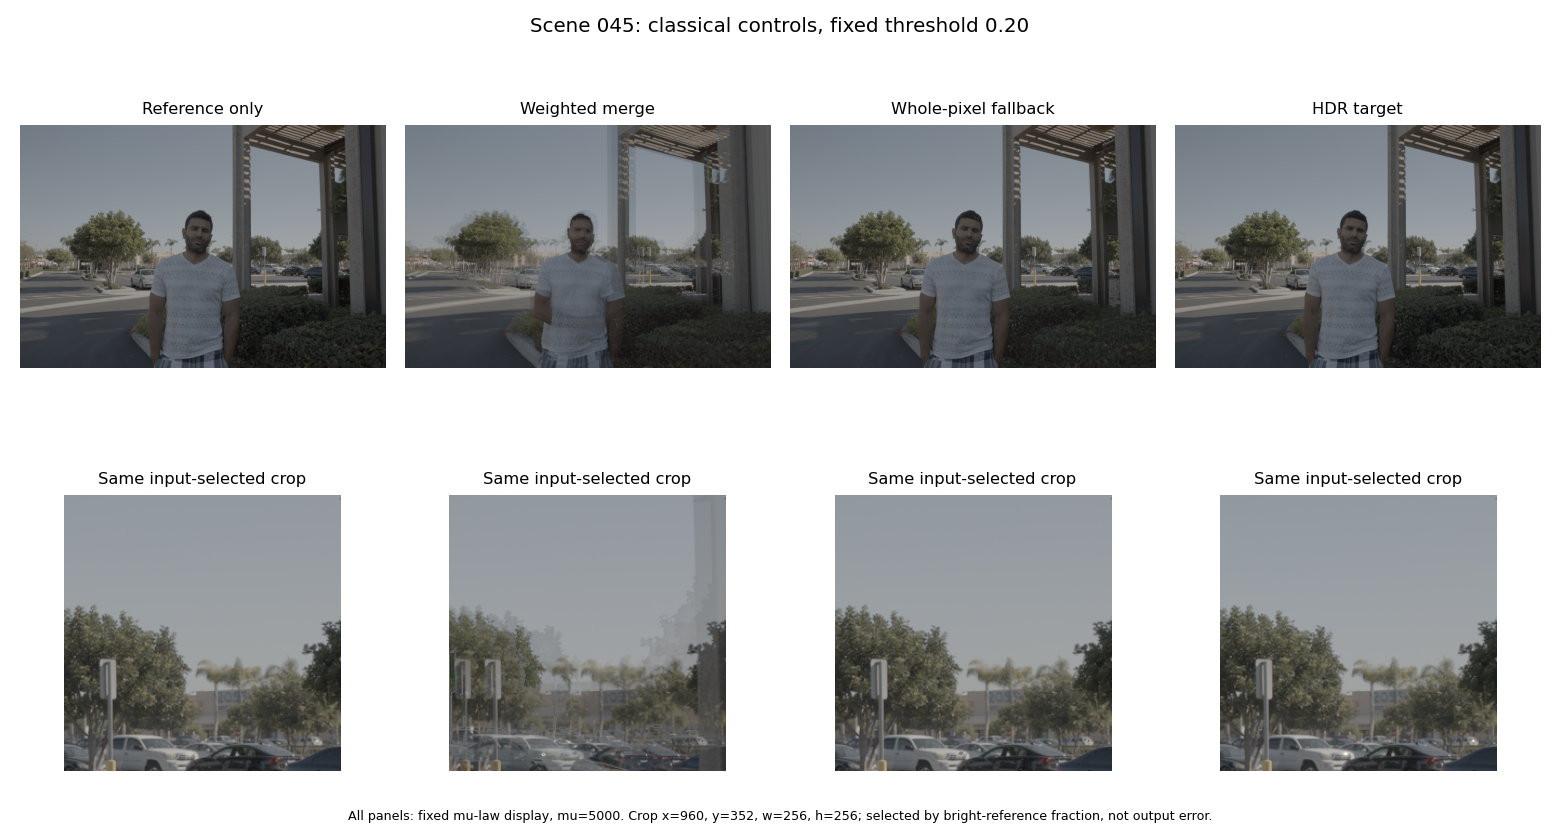 Scene 045: classical controls, fixed threshold 0.20
Reference only
Weighted merge
Whole-pixel fallback
HDR target
Same input-selected crop
Same input-selected crop
Same input-selected crop
Same input-selected crop
All panels: fixed mu-law display, mu=5000. Crop x=960, y=352, w=256, h=256; selected by bright-reference fraction, not output error.